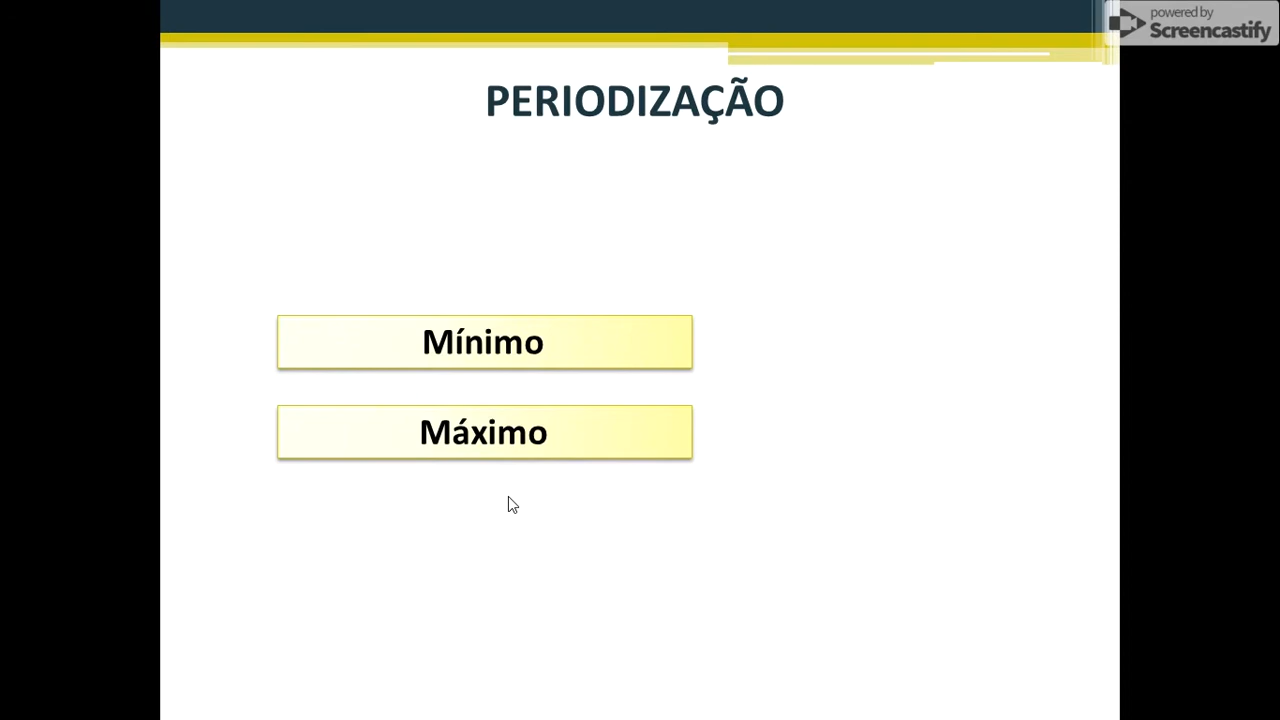 powered by
Screencastify
PERIODIZAÇÃO
Mínimo
Máximo